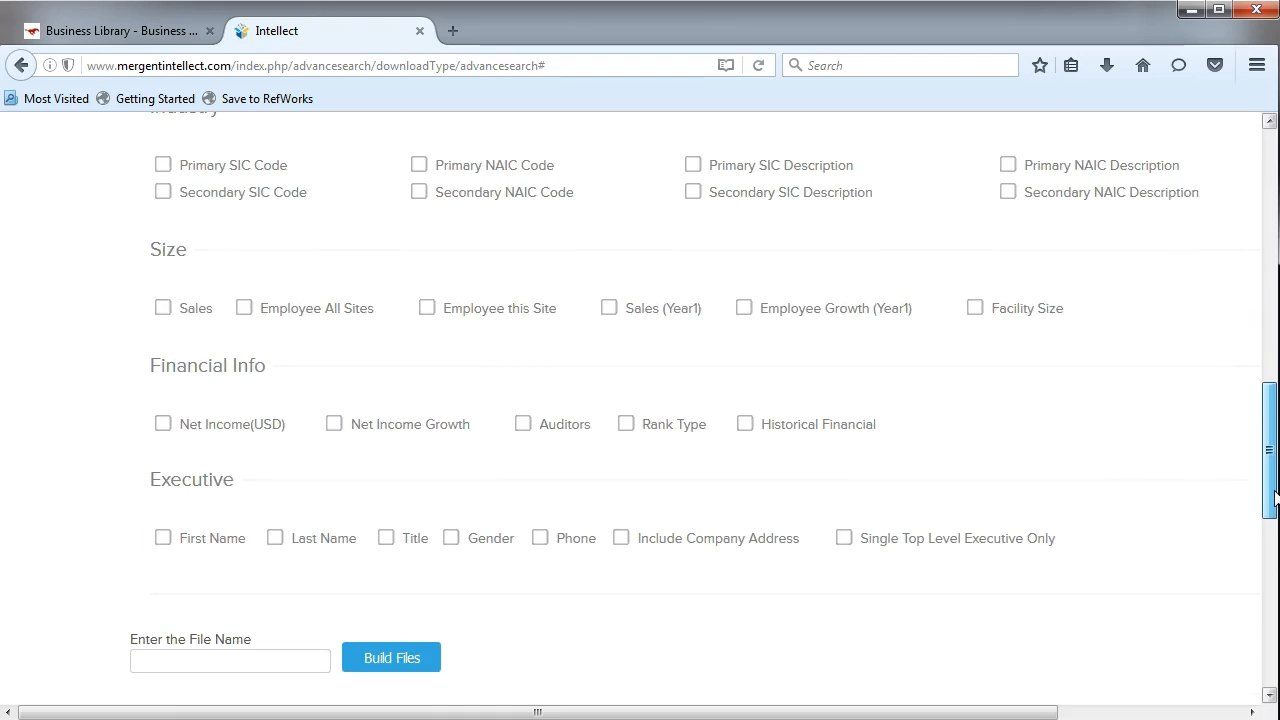 Business Library - Business ...
Intellect
www.mergentintellect.com/index.php/advancesearch/downloadType/advancesearch#
Search
Most Visited
Getting Started
Save to RefWorks
Industry
Primary SIC Code
Primary NAIC Code
Primary SIC Description
Primary NAIC Description
Secondary SIC Code
Secondary NAIC Code
Secondary SIC Description
Secondary NAIC Description
Size
Sales
Employee All Sites
Employee this Site
Sales (Year1)
Employee Growth (Year1)
Facility Size
Financial Info
Net Income(USD)
Net Income Growth
Auditors
Rank Type
Historical Financial
Executive
First Name
Last Name
Title
Gender
Phone
Include Company Address
Single Top Level Executive Only
Enter the File Name
Build Files